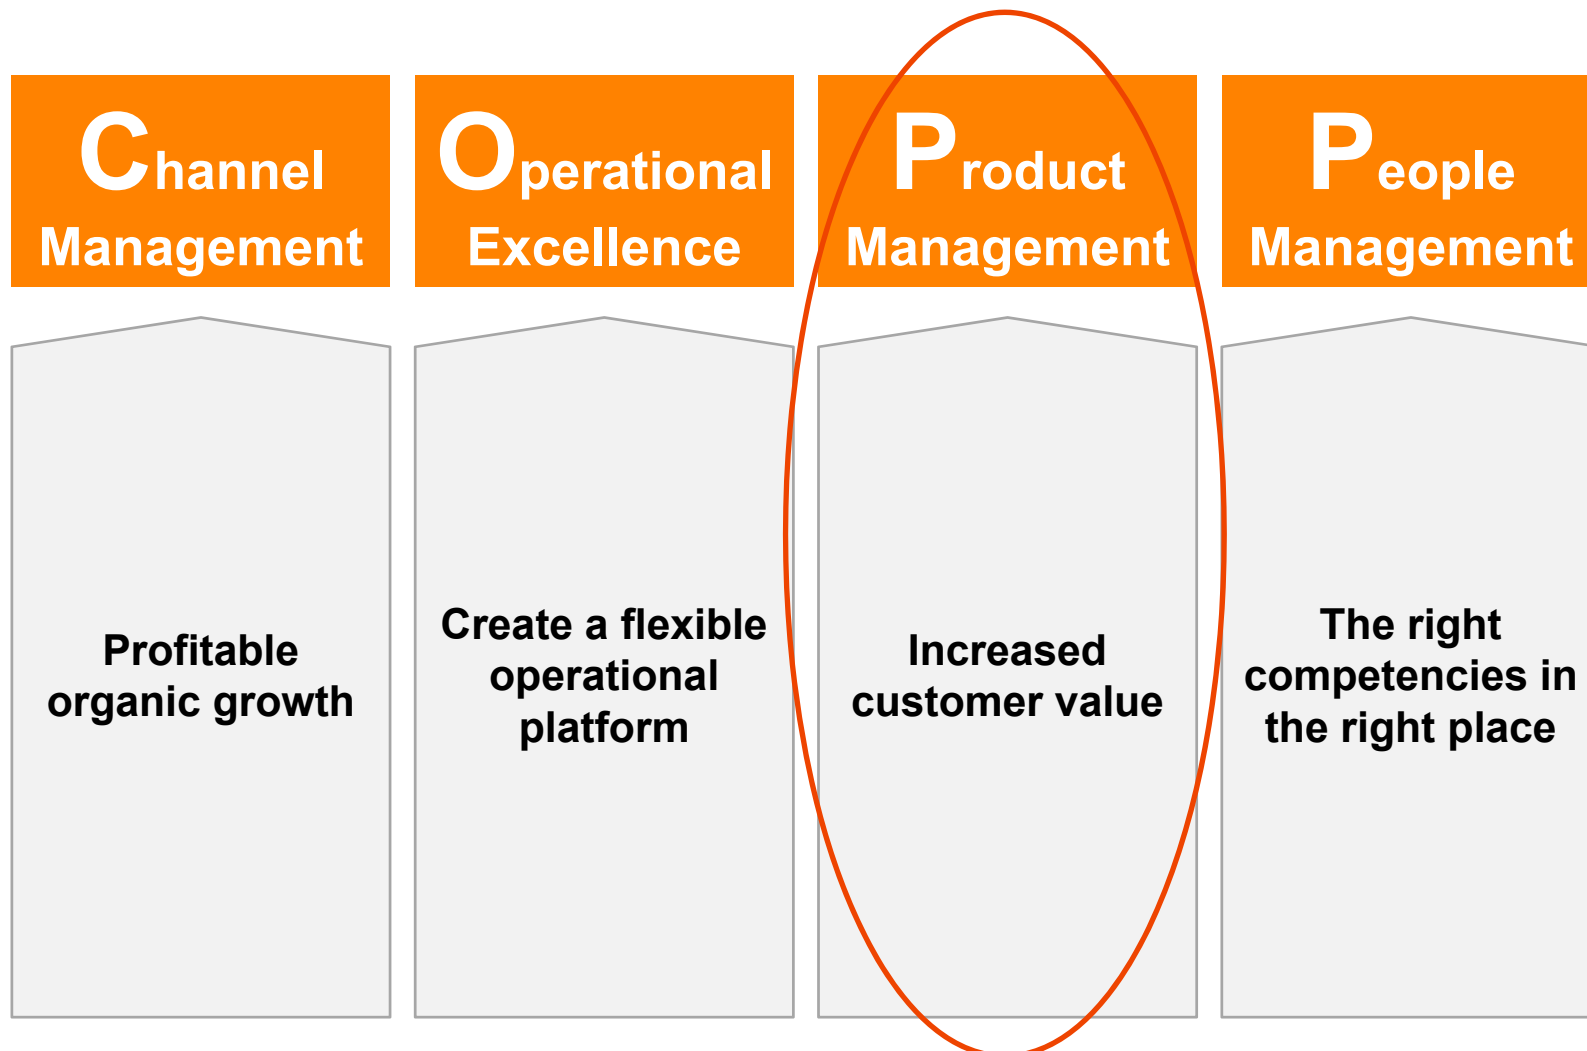 Channel
Management
Operational
Excellence
Product
Management
People
Management
Profitable
organic growth
Create a flexible
operational
platform
Increased
customer value
The right
competencies in
the right place